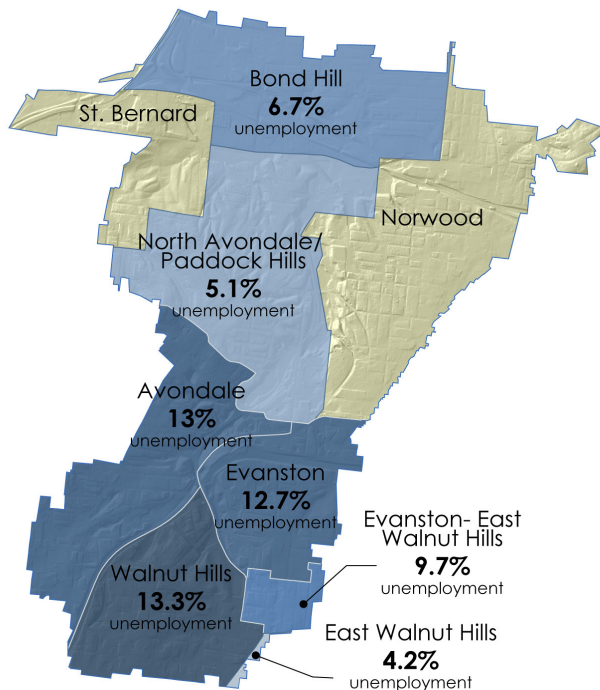 Bond Hill
6.7%
unemployment
St. Bernard
Norwood
North Avondale/
Paddock Hills
5.1%
unemployment
Avondale
13%
unemployment
Evanston
12.7%
unemployment
Evanston- East
Walnut Hills
9.7%
unemployment
Walnut Hills
13.3%
unemployment
East Walnut Hills
4.2%
unemployment